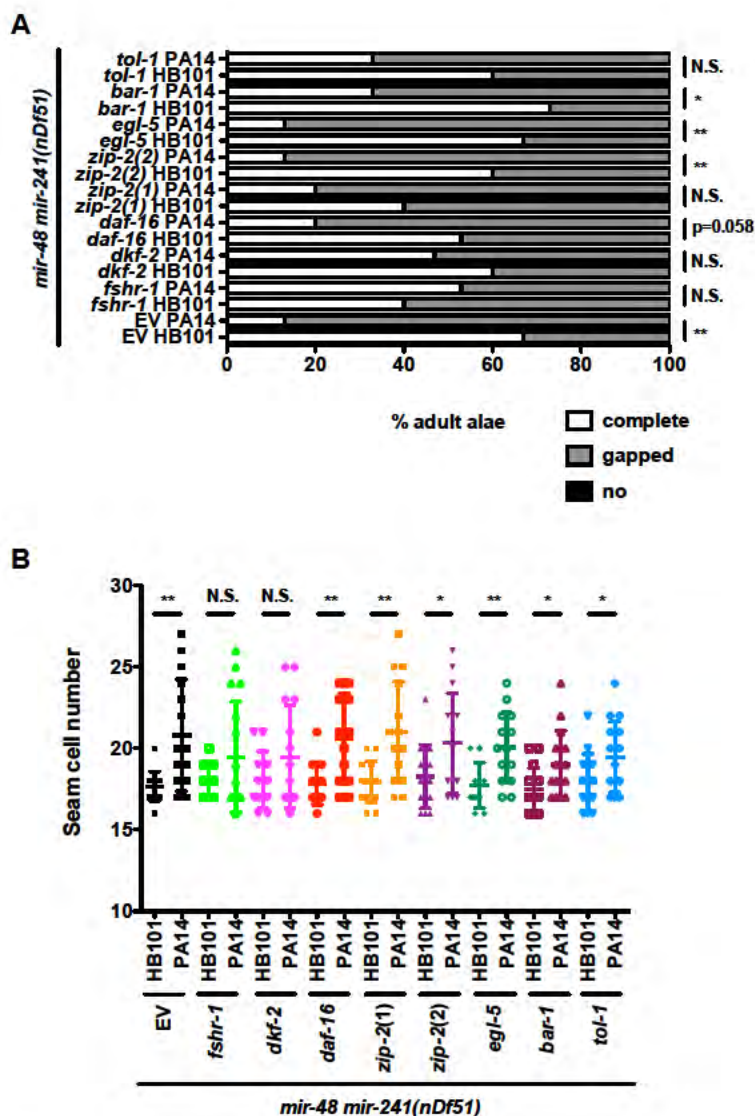 A
mir-48 mir-241(nDf51)
tol-1 PA14
tol-1 HB101
bar-1 PA14
bar-1 HB101
egl-5 PA14
egl-5 HB101
zip-2(2) PA14
zip-2(2) HB101
zip-2(1) PA14
zip-2(1) HB101
daf-16 PA14
daf-16 HB101
dkf-2 PA14
dkf-2 HB101
fshr-1 PA14
fshr-1 HB101
EV PA14
EV HB101
N.S.
*
**
**
N.S.
p=0.058
N.S.
N.S.
**
0 20 40 60 80 100
% adult alae
complete
gapped
no
B
Seam cell number
30
25
20
15
10
** N.S. N.S. ** ** * ** * *
HB101 PA14 HB101 PA14 HB101 PA14 HB101 PA14 HB101 PA14 HB101 PA14 HB101 PA14 HB101 PA14 HB101 PA14
EV fshr-1 dkf-2 daf-16 zip-2(1) zip-2(2) egl-5 bar-1 tol-1
mir-48 mir-241(nDf51)